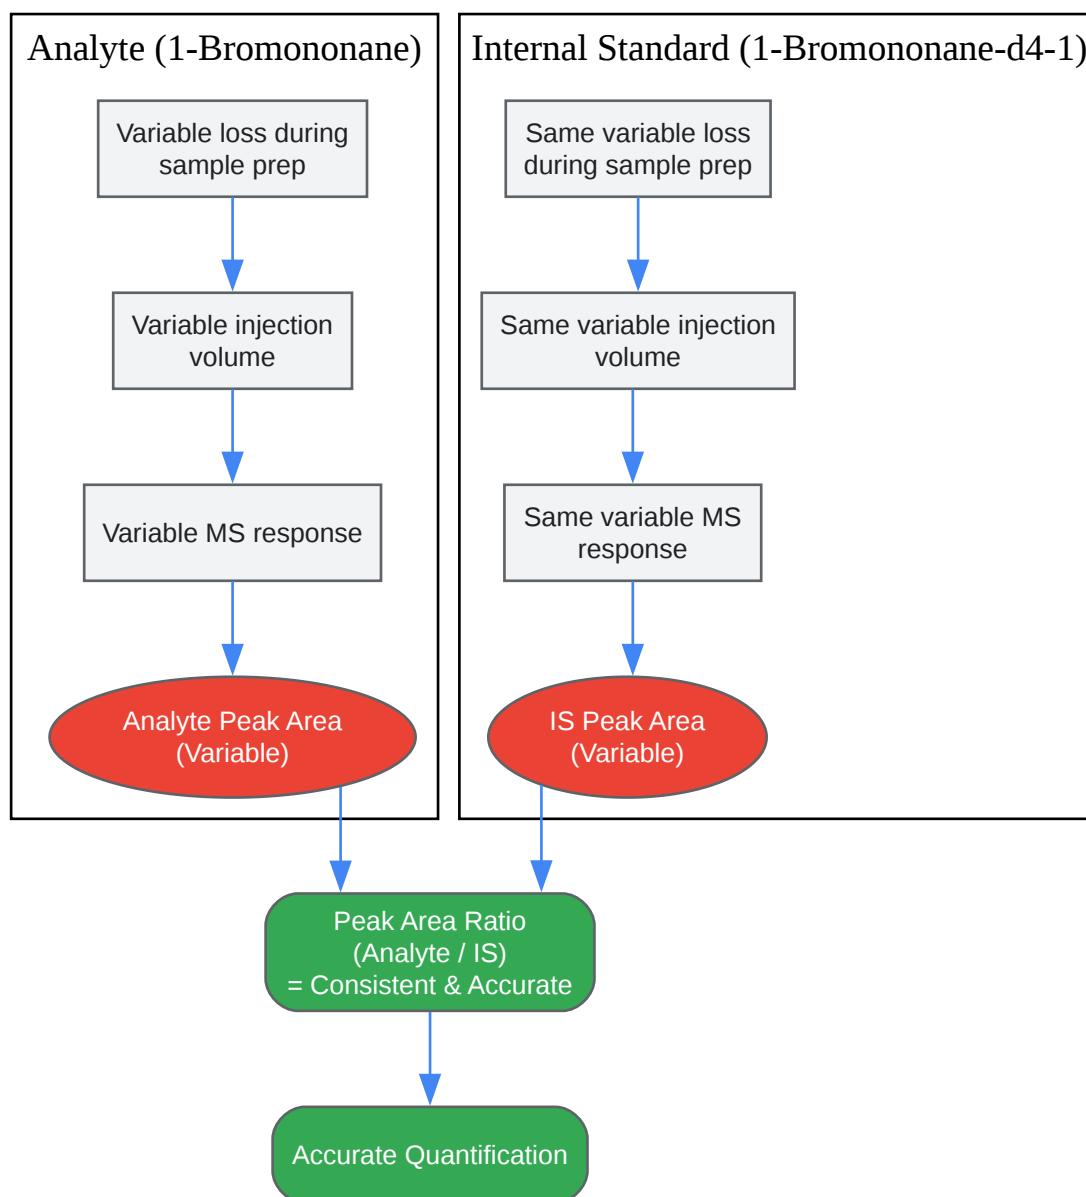 Analyte (1-Bromononane)
Variable loss during
sample prep
Variable injection
volume
Variable MS response
Analyte Peak Area
(Variable)
Internal Standard (1-Bromononane-d4-1)
Same variable loss
during sample prep
Same variable injection
volume
Same variable MS
response
IS Peak Area
(Variable)
Peak Area Ratio
(Analyte / IS)
= Consistent & Accurate
Accurate Quantification